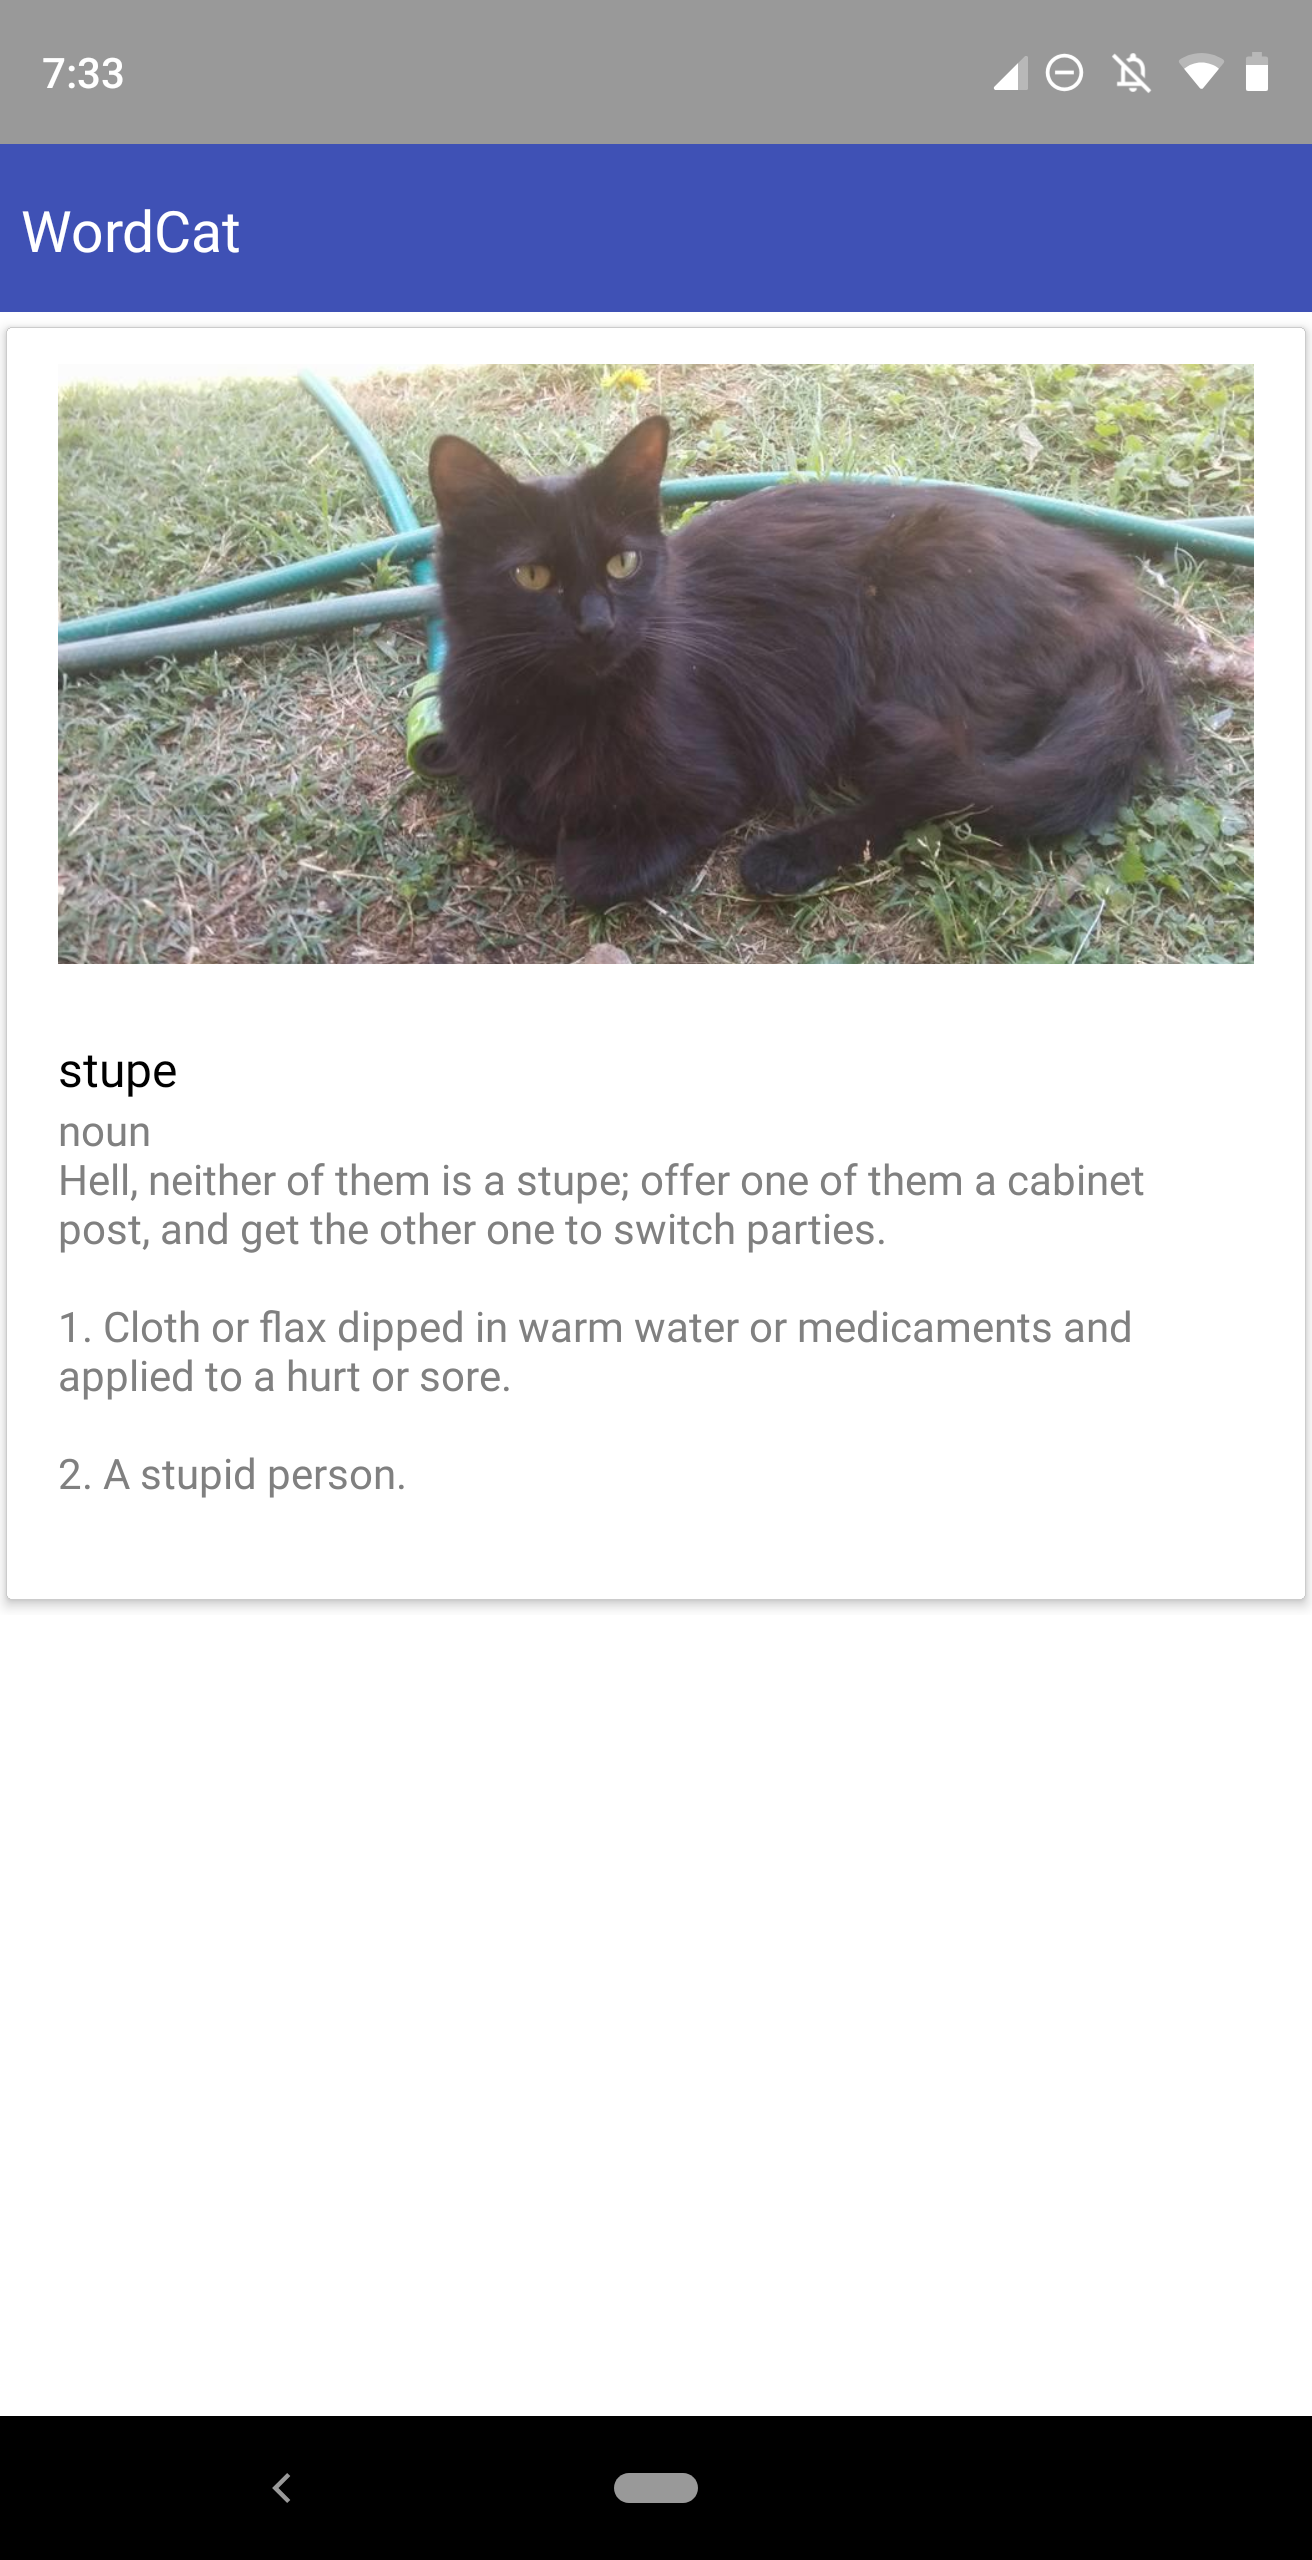 7:33
WordCat
stupe
noun
Hell, neither of them is a stupe; offer one of them a cabinet
post, and get the other one to switch parties.
1. Cloth or flax dipped in warm water or medicaments and
applied to a hurt or sore.
2. A stupid person.